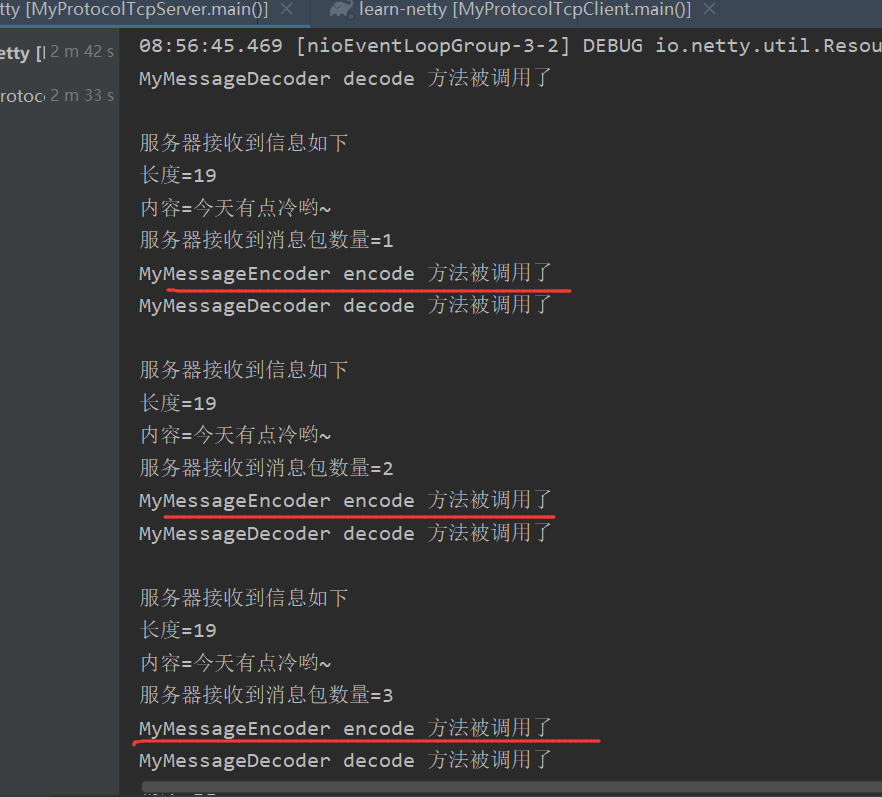 tty [MyProtocolTcpServer.main()] × learn-netty [MyProtocolTcpClient.main()] ×
etty [ 2 m 42 s
rotoc 2 m 33 s
08:56:45.469 [nioEventLoopGroup-3-2] DEBUG io.netty.util.Resou
MyMessageDecoder decode 方法被调用了
服务器接收到信息如下
长度=19
内容=今天有点冷哟~
服务器接收到消息包数量=1
MyMessageEncoder encode 方法被调用了
MyMessageDecoder decode 方法被调用了
服务器接收到信息如下
长度=19
内容=今天有点冷哟~
服务器接收到消息包数量=2
MyMessageEncoder encode 方法被调用了
MyMessageDecoder decode 方法被调用了
服务器接收到信息如下
长度=19
内容=今天有点冷哟~
服务器接收到消息包数量=3
MyMessageEncoder encode 方法被调用了
MyMessageDecoder decode 方法被调用了